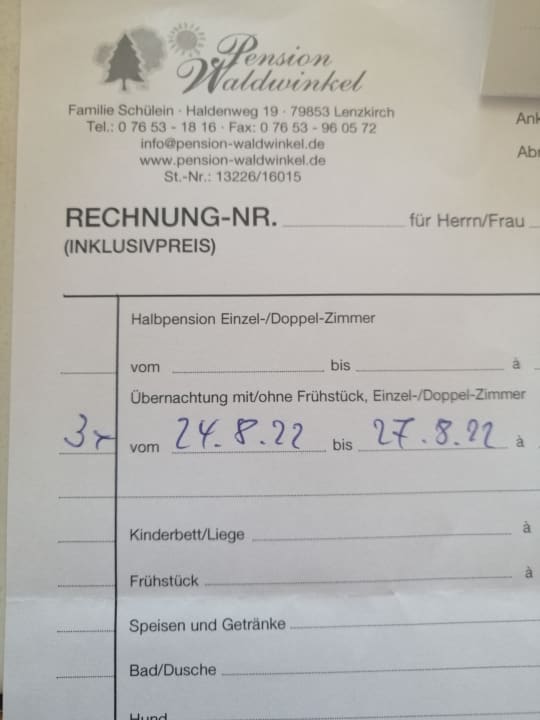 Pension
Waldwinkel
Familie Schülein · Haldenweg 19 · 79853 Lenzkirch
Tel.: 0 76 53 - 18 16 · Fax: 0 76 53 - 96 05 72
info@pension-waldwinkel.de
www.pension-waldwinkel.de
St.-Nr.: 13226/16015
Ank
Abr
RECHNUNG-NR. für Herrn/Frau
(INKLUSIVPREIS)
Halbpension Einzel-/Doppel-Zimmer
vom bis à
Übernachtung mit/ohne Frühstück, Einzel-/Doppel-Zimmer
3x vom 24.8.22 bis 27.8.22 à
Kinderbett/Liege à
Frühstück à
Speisen und Getränke
Bad/Dusche
Hund